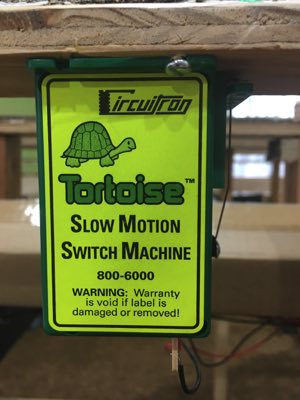 Circuitron
Tortoise™
SLOW MOTION
SWITCH MACHINE
800-6000
WARNING: Warranty
is void if label is
damaged or removed!